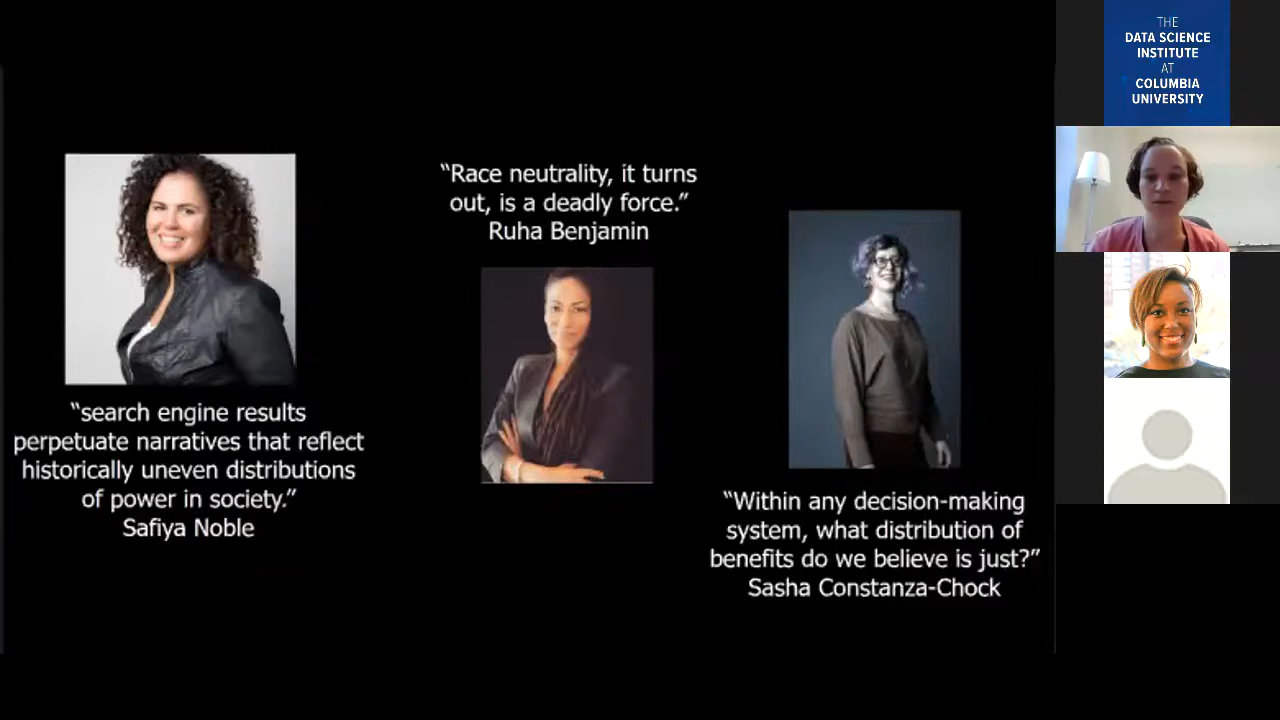 “search engine results
perpetuate narratives that reflect
historically uneven distributions
of power in society.”
Safiya Noble
“Race neutrality, it turns
out, is a deadly force.”
Ruha Benjamin
“Within any decision-making
system, what distribution of
benefits do we believe is just?”
Sasha Constanza-Chock
THE
DATA SCIENCE
INSTITUTE
AT
COLUMBIA
UNIVERSITY